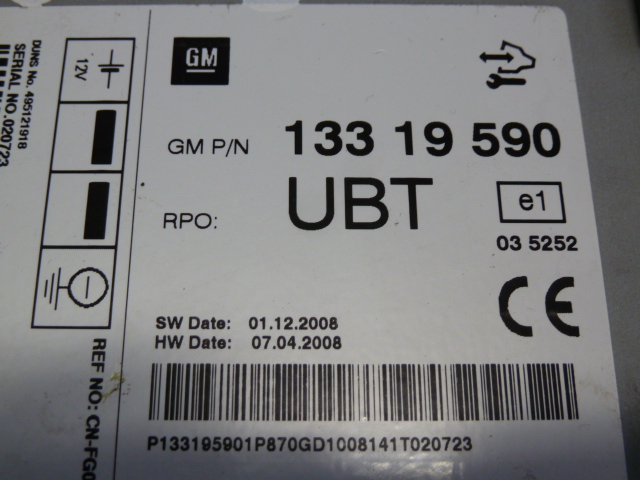 DUNS No. 495121918
SERIAL NO.020723
12V
GM
GM P/N 133 19 590
RPO: UBT
e1
03 5252
CE
SW Date: 01.12.2008
HW Date: 07.04.2008
REF NO: CN-FG0
P133195901P870GD1008141T020723